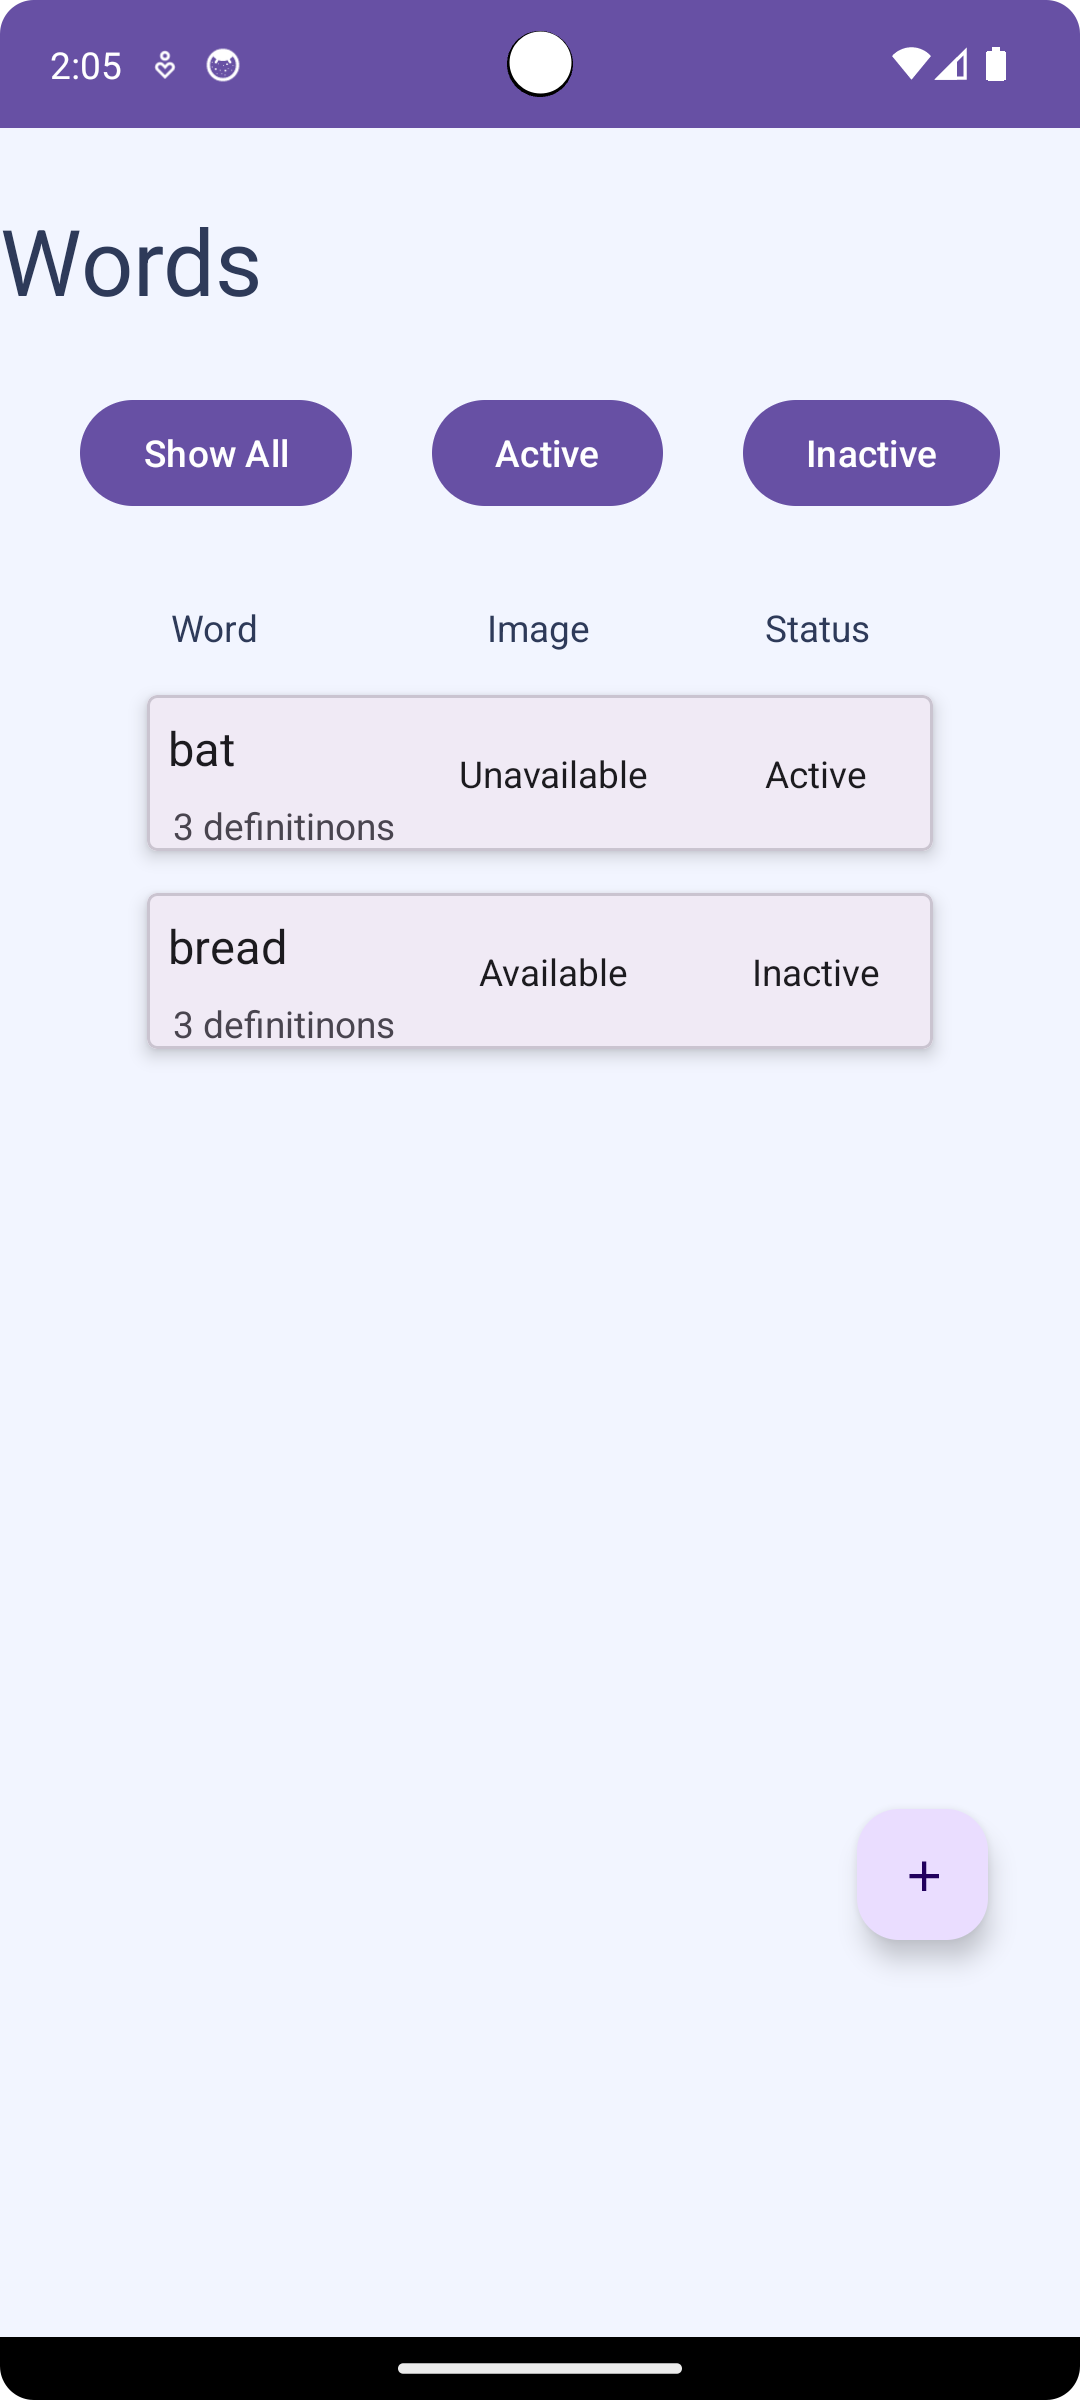 2:05
Words
Show All Active Inactive
Word Image Status
bat
Unavailable Active
3 definitinons
bread
Available Inactive
3 definitinons
+